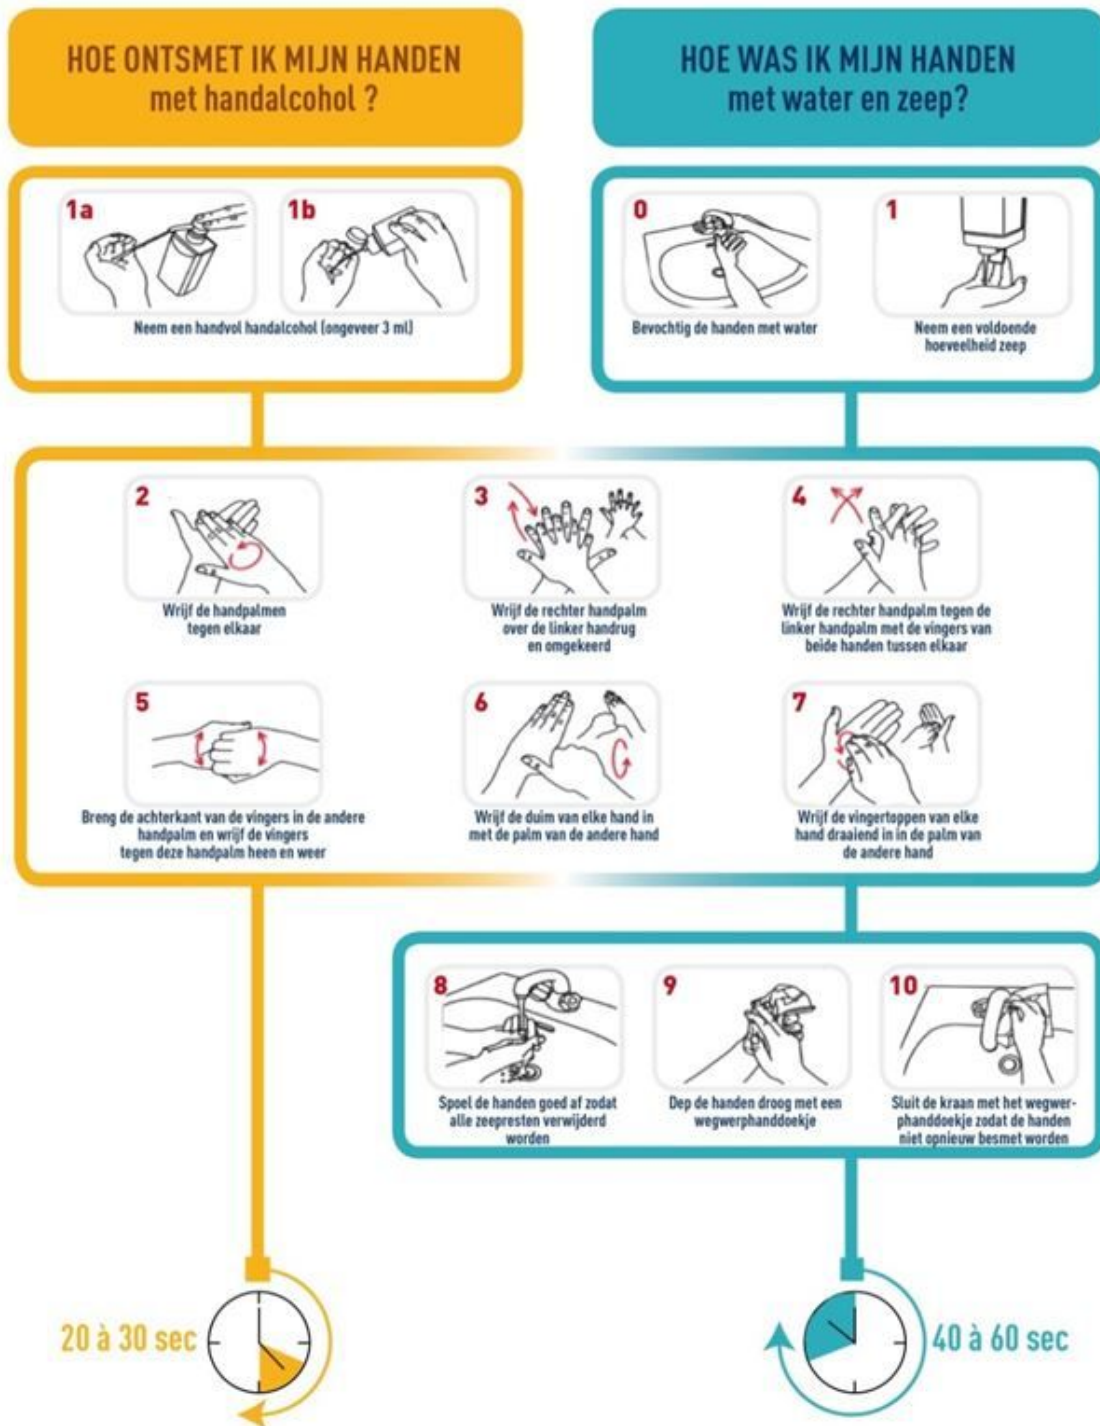 HOE ONTSMET IK MIJN HANDEN
met handalcohol ?
HOE WAS IK MIJN HANDEN
met water en zeep?
1a
1b
Neem een handvol handalcohol (ongeveer 3 ml)
0
Bevochtig de handen met water
1
Neem een voldoende
hoeveelheid zeep
2
Wrijf de handpalmen
tegen elkaar
3
Wrijf de rechter handpalm
over de linker handrug
en omgekeerd
4
Wrijf de rechter handpalm tegen de
linker handpalm met de vingers van
beide handen tussen elkaar
5
Breng de achterkant van de vingers in de andere
handpalm en wrijf de vingers
tegen deze handpalm heen en weer
6
Wrijf de duim van elke hand in
met de palm van de andere hand
7
Wrijf de vingertoppen van elke
hand draaiend in in de palm van
de andere hand
8
Spoel de handen goed af zodat
alle zeepresten verwijderd
worden
9
Dep de handen droog met een
wegwerphanddoekje
10
Sluit de kraan met het wegwer-
phanddoekje zodat de handen
niet opnieuw besmet worden
20 à 30 sec
40 à 60 sec